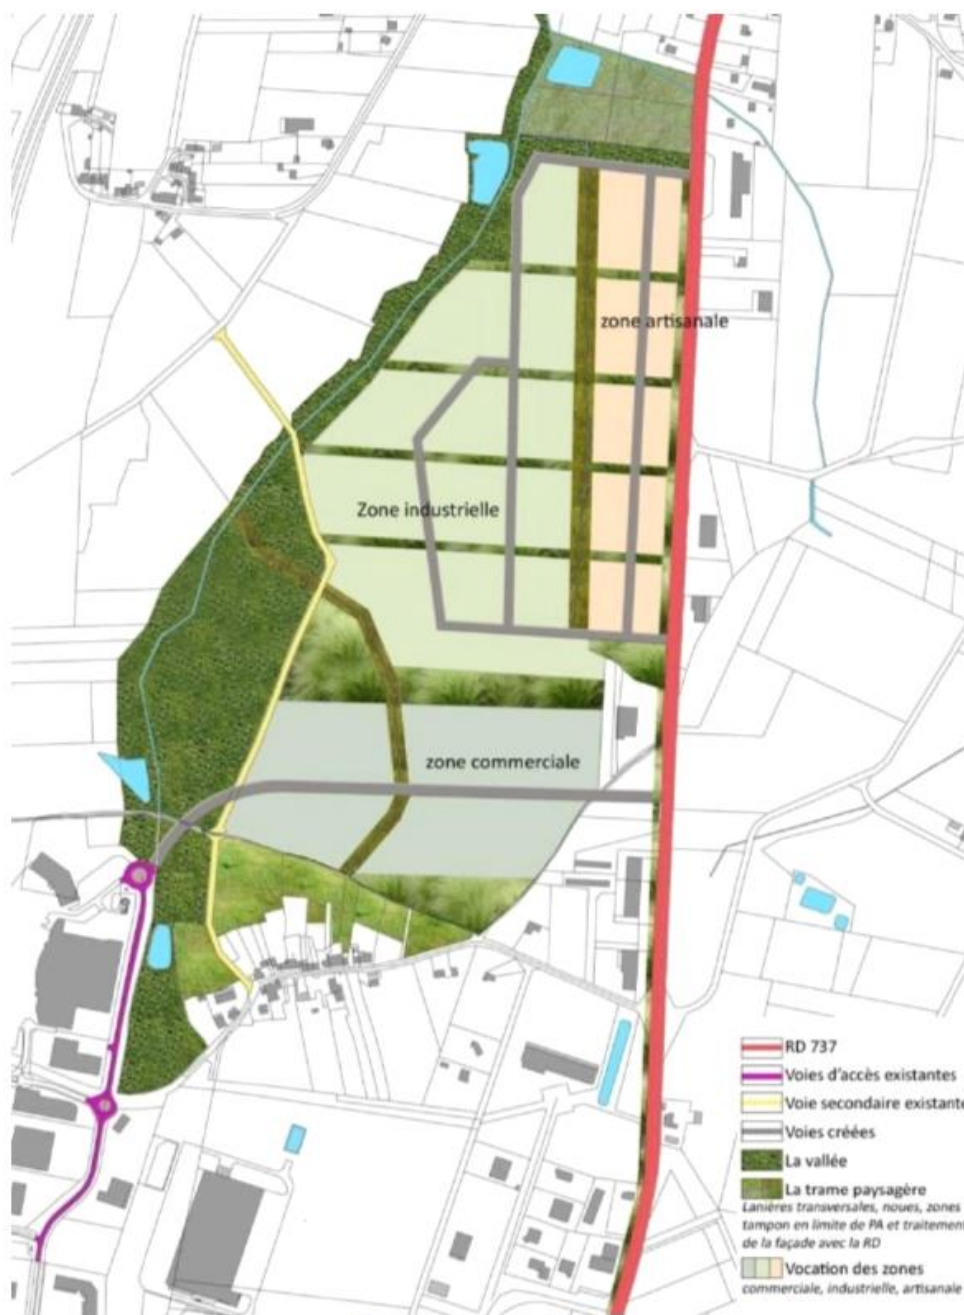 zone artisanale
Zone industrielle
zone commerciale
RD 737
Voies d'accès existantes
Voie secondaire existante
Voies créées
La vallée
La trame paysagère
Lanières transversales, noues, zones
tampon en limite de PA et traitement
de la façade avec la RD
Vocation des zones
commerciale, industrielle, artisanale